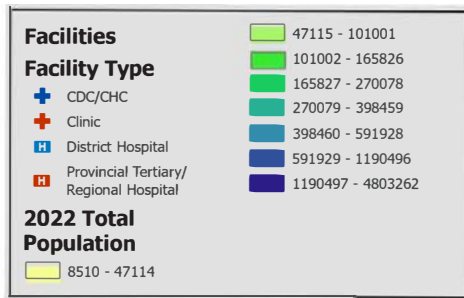 Facilities
Facility Type
CDC/CHC
Clinic
H District Hospital
H Provincial Tertiary/
Regional Hospital
2022 Total
Population
8510 - 47114
47115 - 101001
101002 - 165826
165827 - 270078
270079 - 398459
398460 - 591928
591929 - 1190496
1190497 - 4803262